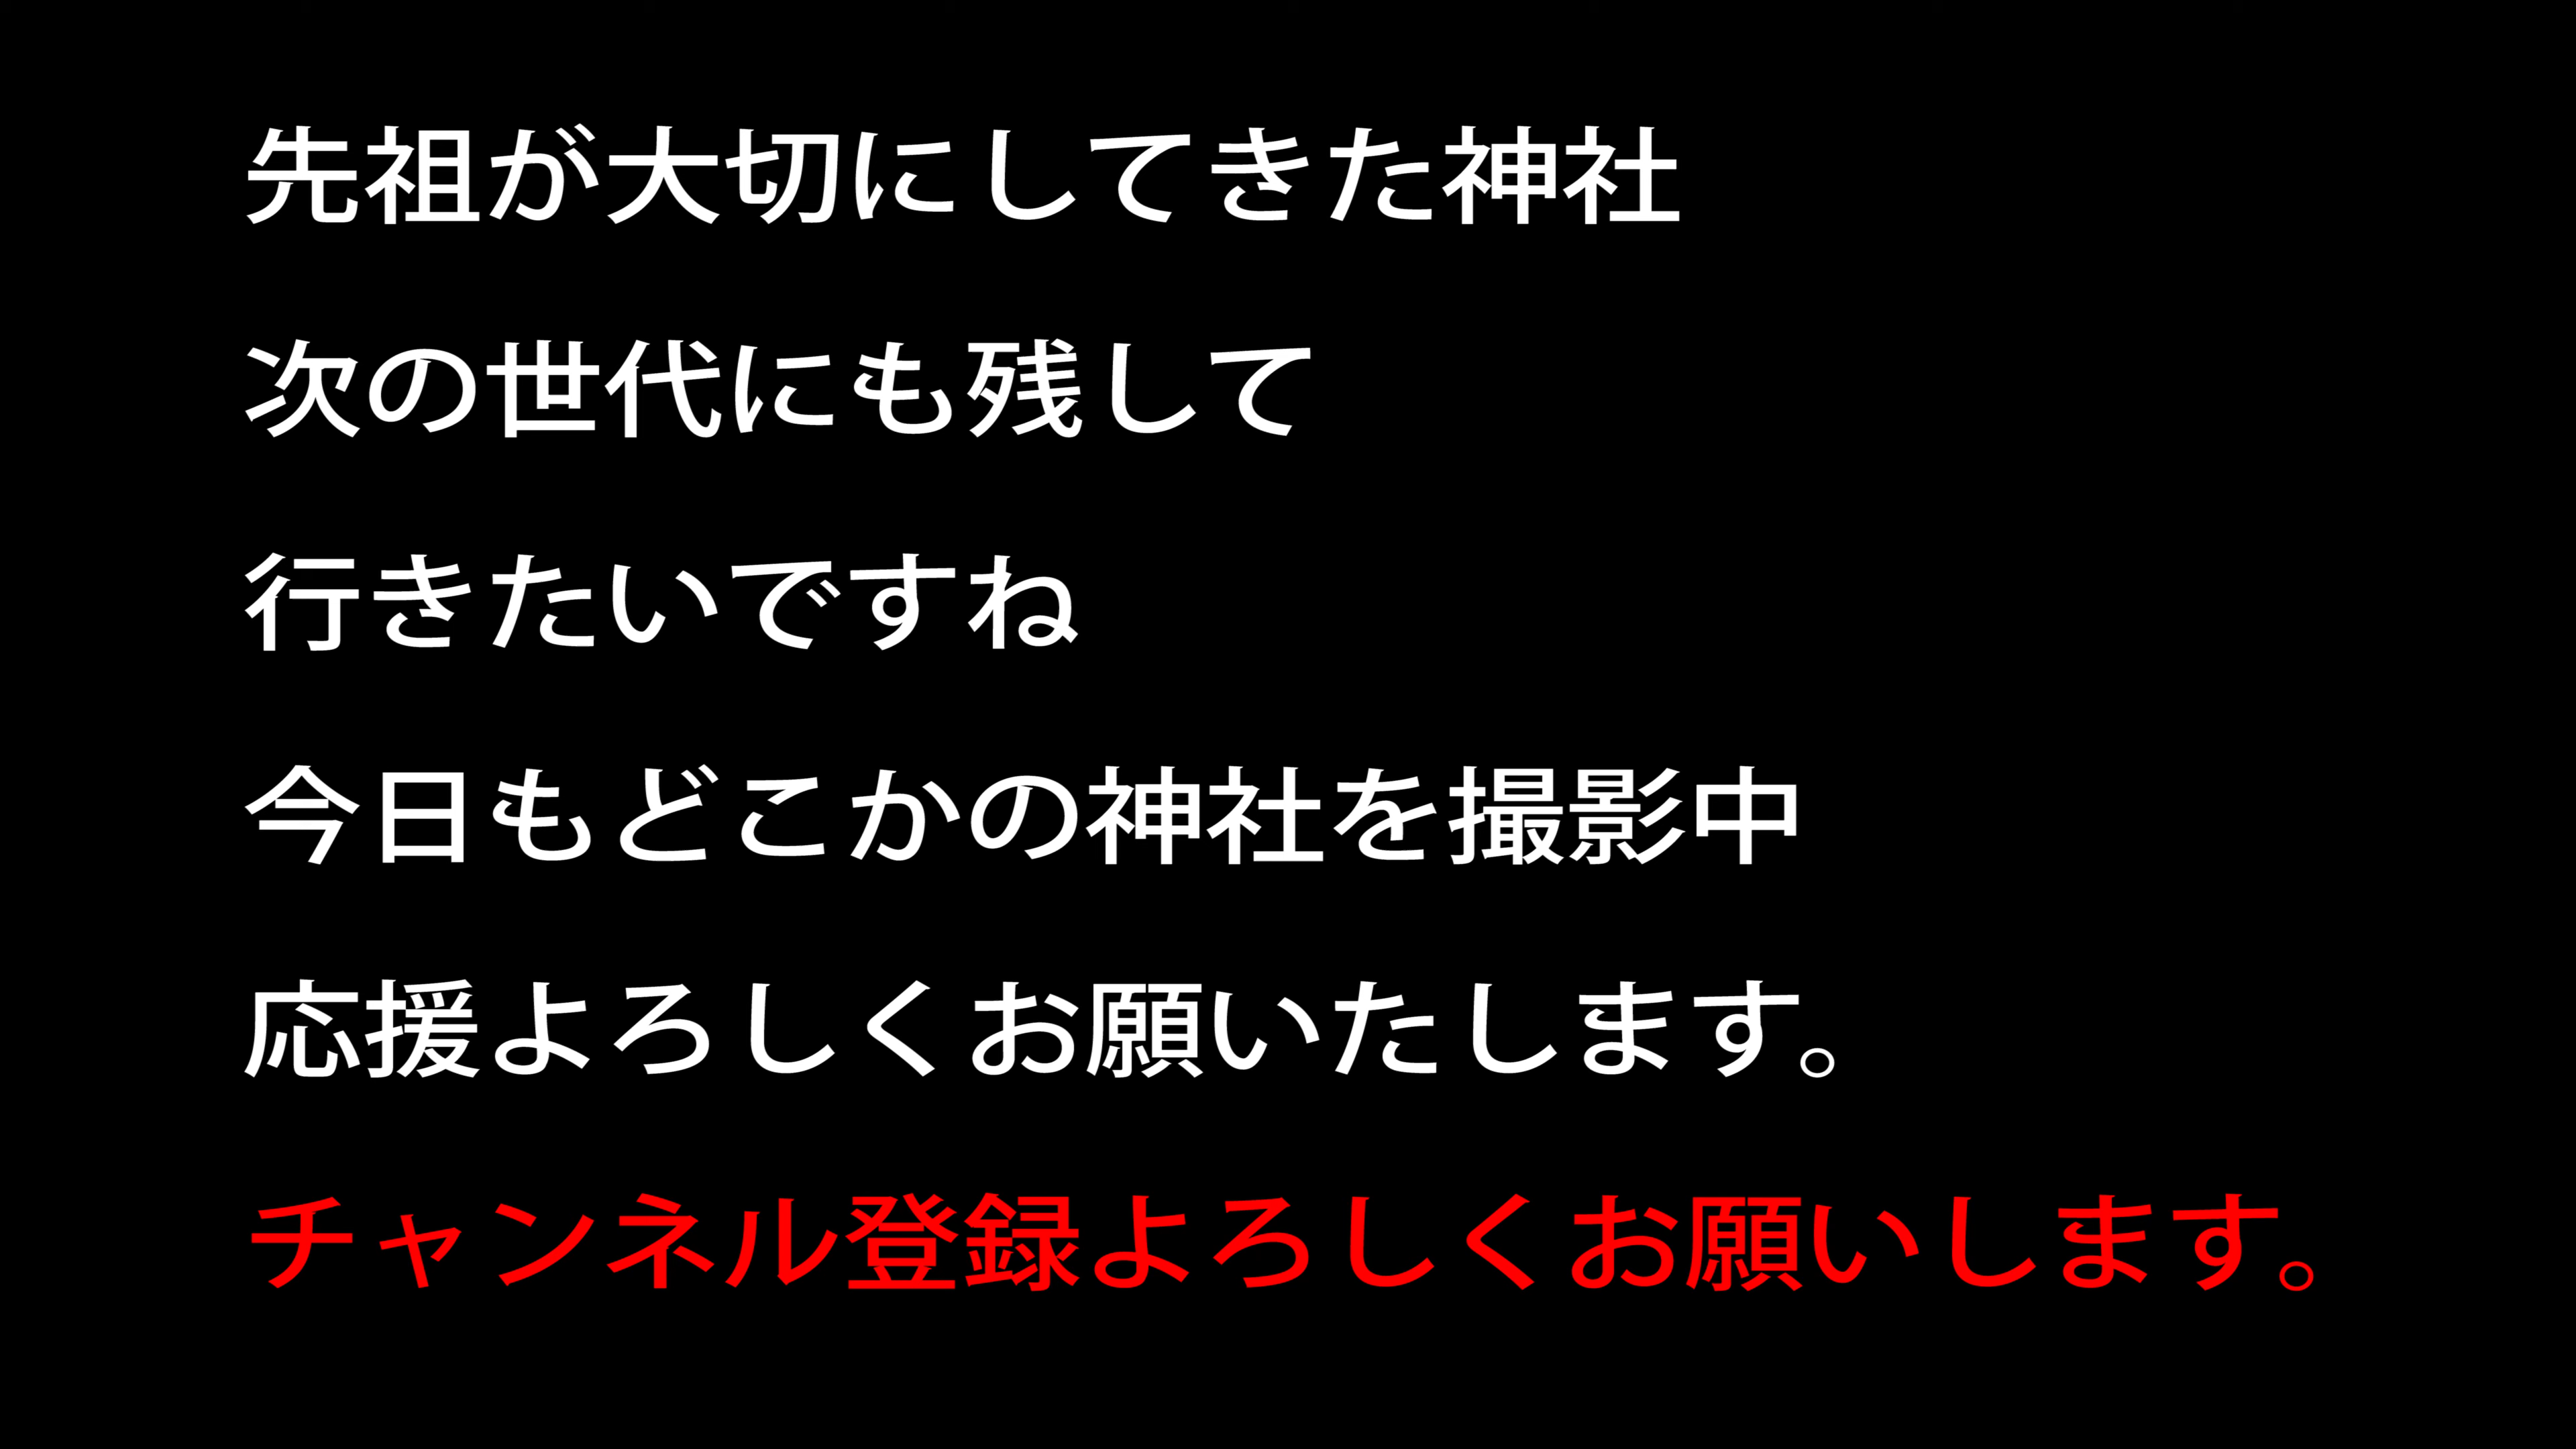 先祖が大切にしてきた神社
次の世代にも残して
行きたいですね
今日もどこかの神社を撮影中
応援よろしくお願いたします。
チャンネル登録よろしくお願いします。